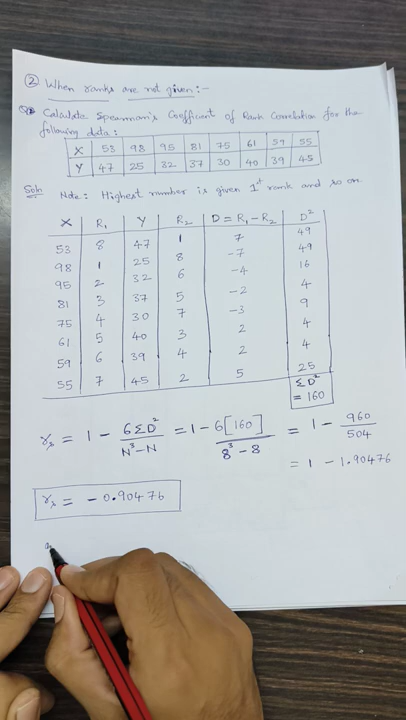 ② When ranks are not given :-
Q. Calculate Spearman's Coefficient of Rank Correlation for the
following data :
X 53 98 95 81 75 61 59 55
Y 47 25 32 37 30 40 39 45
Soln Note : Highest number is given 1st rank and so on
X R₁ Y R₂ D = R₁ - R₂ D²
53 8 47 1 7 49
98 1 25 8 -7 49
95 2 32 6 -4 16
81 3 37 5 -2 4
75 4 30 7 -3 9
61 5 40 3 2 4
59 6 39 4 2 4
55 7 45 2 5 25
ΣD²
= 160
rₛ = 1 - 6ΣD² / N³-N = 1 - 6[160] / 8³ - 8 = 1 - 960 / 504
= 1 - 1.90476
rₛ = - 0.90476